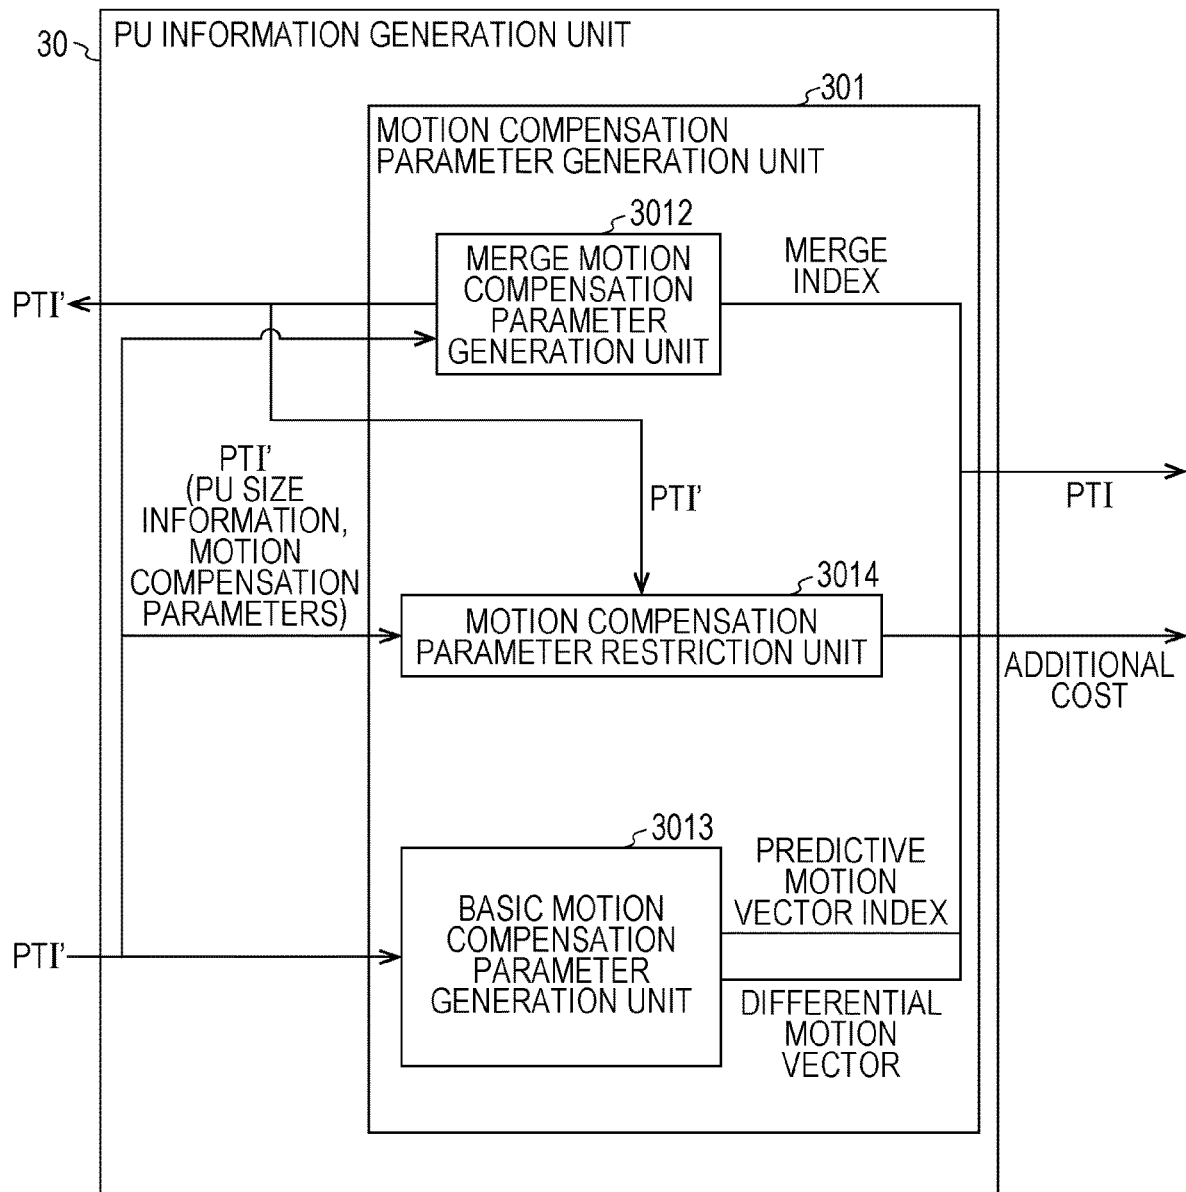 30
PU INFORMATION GENERATION UNIT
301
MOTION COMPENSATION
PARAMETER GENERATION UNIT
3012
MERGE MOTION
COMPENSATION
PARAMETER
GENERATION UNIT
MERGE
INDEX
PTI'
PTI'
(PU SIZE
INFORMATION,
MOTION
COMPENSATION
PARAMETERS)
PTI'
PTI
3014
MOTION COMPENSATION
PARAMETER RESTRICTION UNIT
ADDITIONAL
COST
3013
BASIC MOTION
COMPENSATION
PARAMETER
GENERATION UNIT
PREDICTIVE
MOTION
VECTOR INDEX
PTI'
DIFFERENTIAL
MOTION
VECTOR